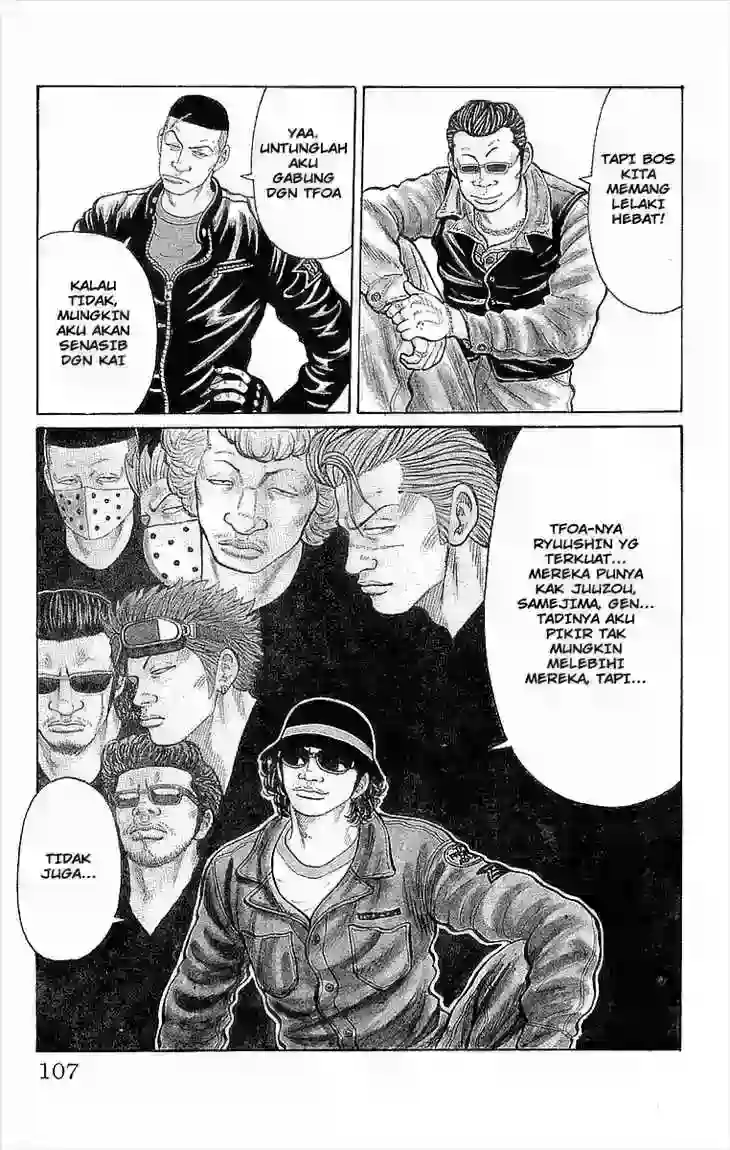 TAPI BOS
KITA
MEMANG
LELAKI
HEBAT!
YAA.
UNTUNGLAH
AKU
GABUNG
DGN TFOA
KALAU
TIDAK,
MUNGKIN
AKU AKAN
SENASIB
DGN KAI
TFOA-NYA
RYUUSHIN YG
TERKUAT...
MEREKA PUNYA
KAK JUUZOU,
SAMEJIMA, GEN...
TADINYA AKU
PIKIR TAK
MUNGKIN
MELEBIHI
MEREKA, TAPI...
TIDAK
JUGA...
107